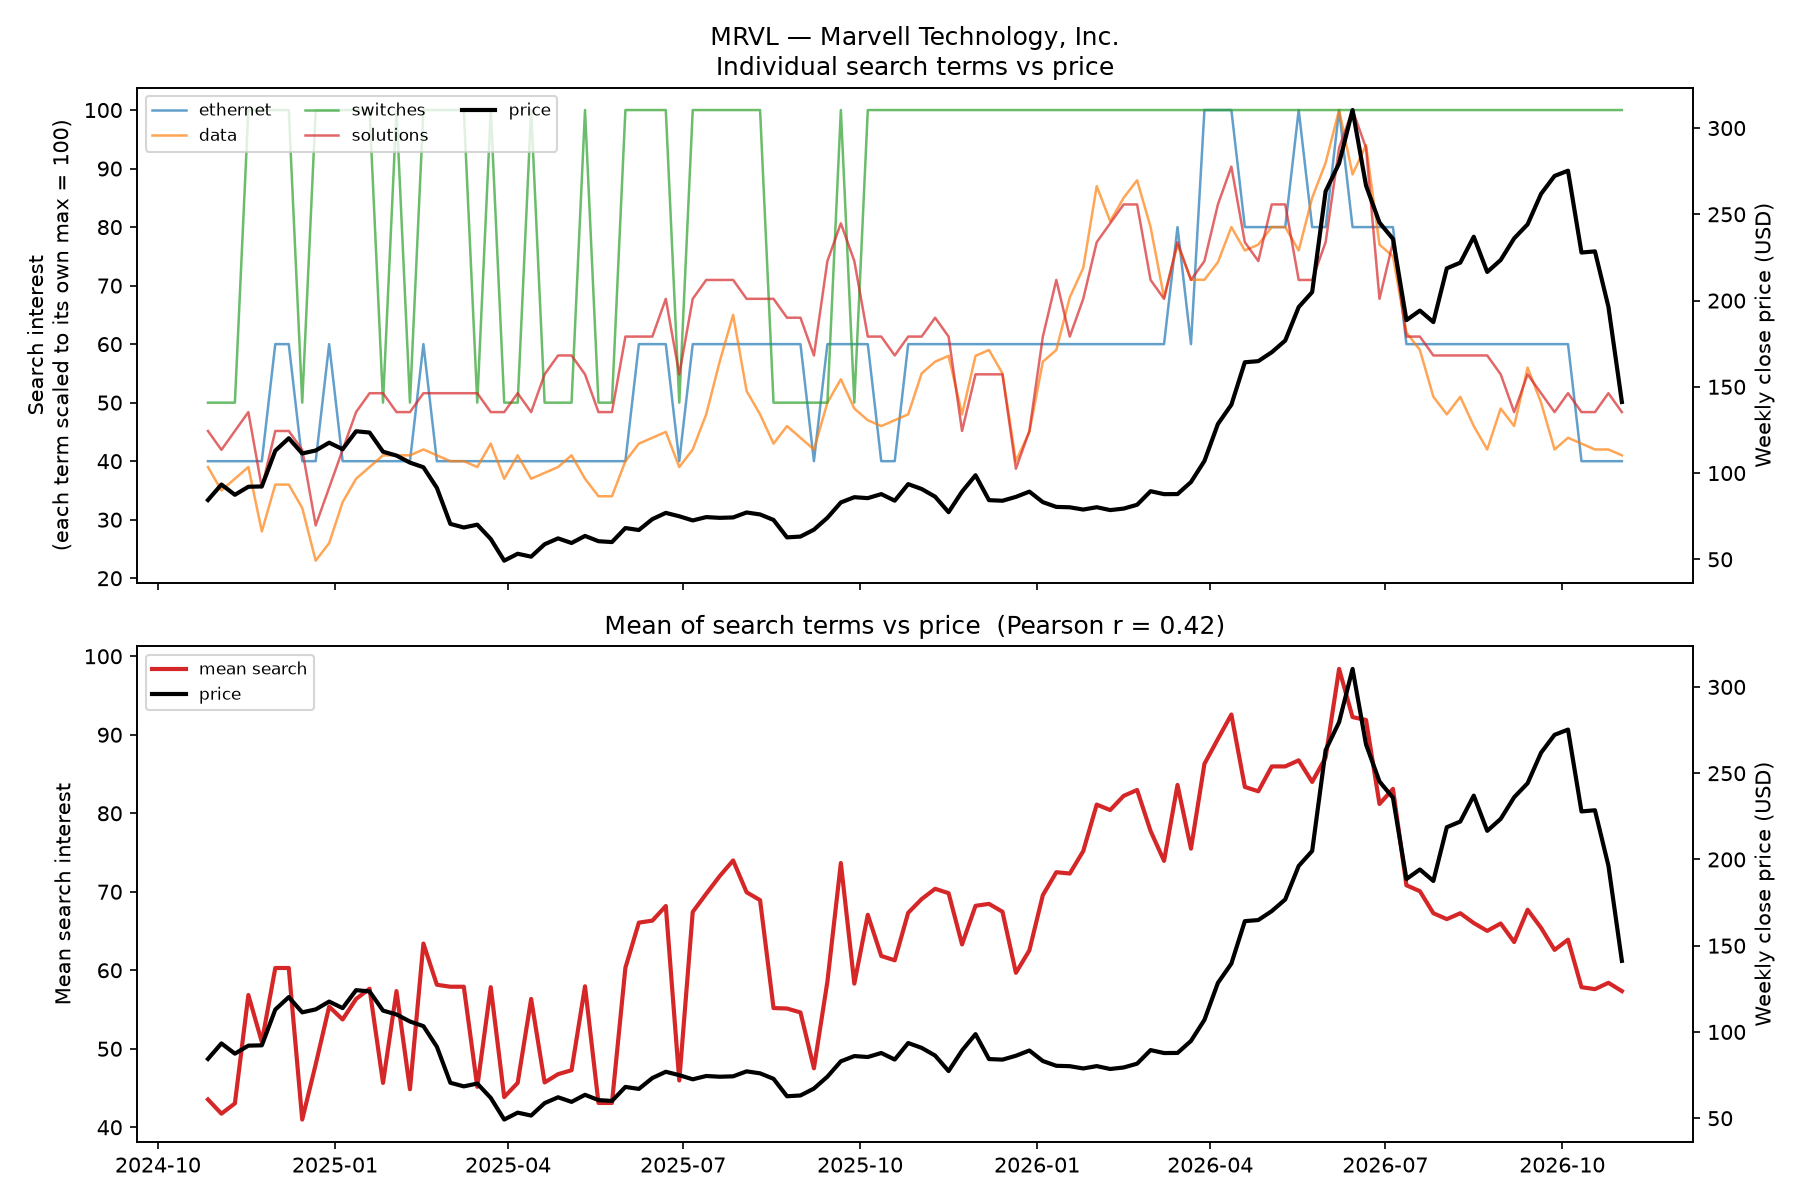 MRVL — Marvell Technology, Inc.
Individual search terms vs price
ethernet
data
switches
solutions
price
Search interest
(each term scaled to its own max = 100)
100
90
80
70
60
50
40
30
20
300
250
200
150
100
50
Weekly close price (USD)
Mean of search terms vs price (Pearson r = 0.42)
mean search
price
Mean search interest
100
90
80
70
60
50
40
300
250
200
150
100
50
Weekly close price (USD)
2024-10
2025-01
2025-04
2025-07
2025-10
2026-01
2026-04
2026-07
2026-10